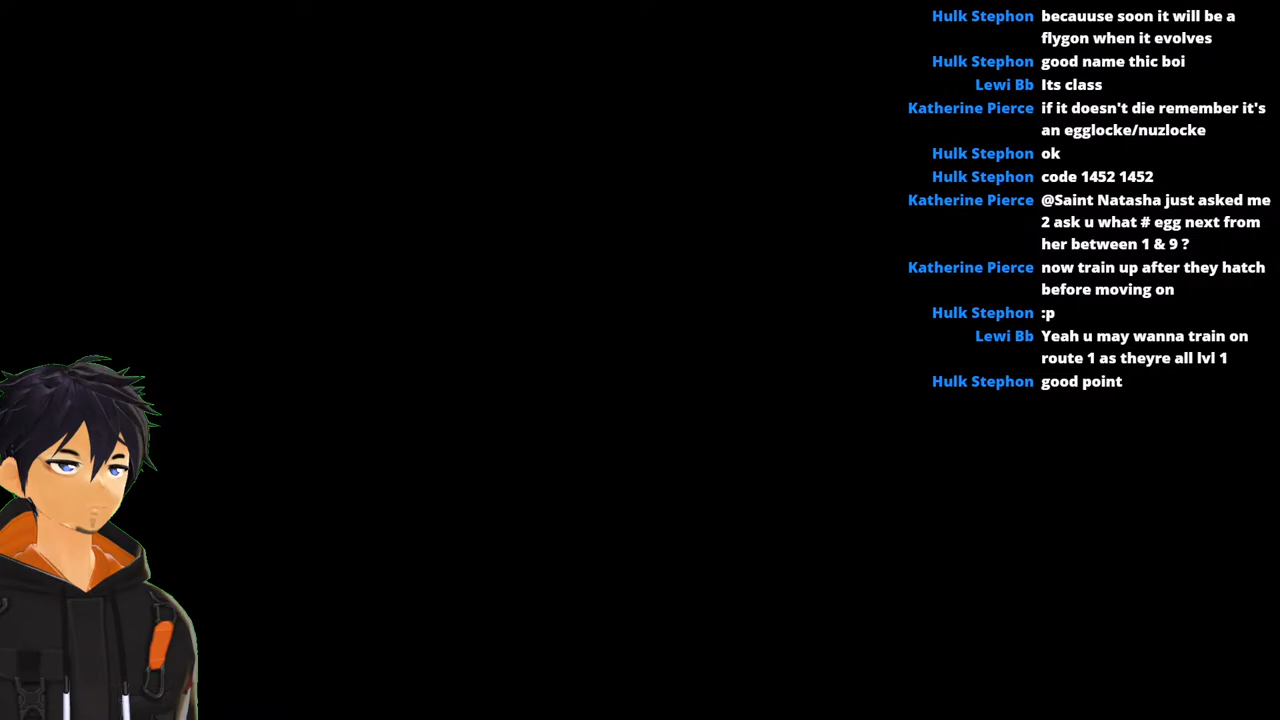 Hulk Stephon becauuse soon it will be a
flygon when it evolves
Hulk Stephon good name thic boi
Lewi Bb Its class
Katherine Pierce if it doesn't die remember it's
an egglocke/nuzlocke
Hulk Stephon ok
Hulk Stephon code 1452 1452
Katherine Pierce @Saint Natasha just asked me
2 ask u what # egg next from
her between 1 & 9 ?
Katherine Pierce now train up after they hatch
before moving on
Hulk Stephon :p
Lewi Bb Yeah u may wanna train on
route 1 as theyre all lvl 1
Hulk Stephon good point